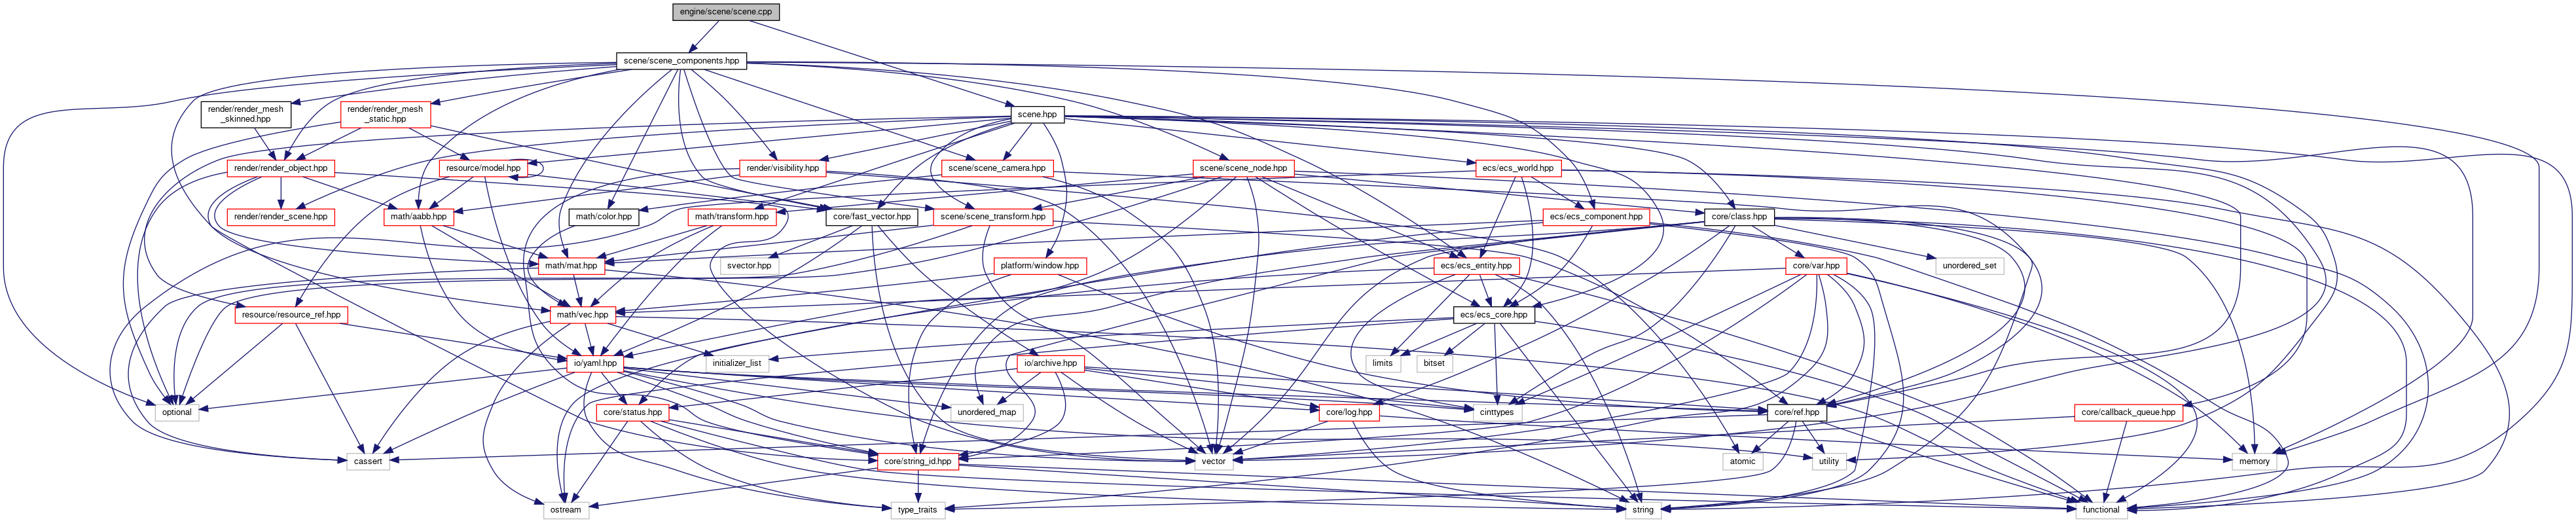 engine/scene/scene.cpp
scene/scene_components.hpp
render/render_mesh
_skinned.hpp
render/render_mesh
_static.hpp
scene.hpp
render/render_object.hpp
resource/model.hpp
render/visibility.hpp
scene/scene_camera.hpp
scene/scene_node.hpp
ecs/ecs_world.hpp
render/render_scene.hpp
math/aabb.hpp
math/color.hpp
math/transform.hpp
core/fast_vector.hpp
scene/scene_transform.hpp
ecs/ecs_component.hpp
core/class.hpp
svector.hpp
math/mat.hpp
platform/window.hpp
ecs/ecs_entity.hpp
core/var.hpp
unordered_set
resource/resource_ref.hpp
math/vec.hpp
ecs/ecs_core.hpp
io/yaml.hpp
initializer_list
io/archive.hpp
limits
bitset
optional
core/status.hpp
unordered_map
core/log.hpp
cinttypes
core/ref.hpp
core/callback_queue.hpp
cassert
core/string_id.hpp
vector
atomic
utility
memory
ostream
type_traits
string
functional